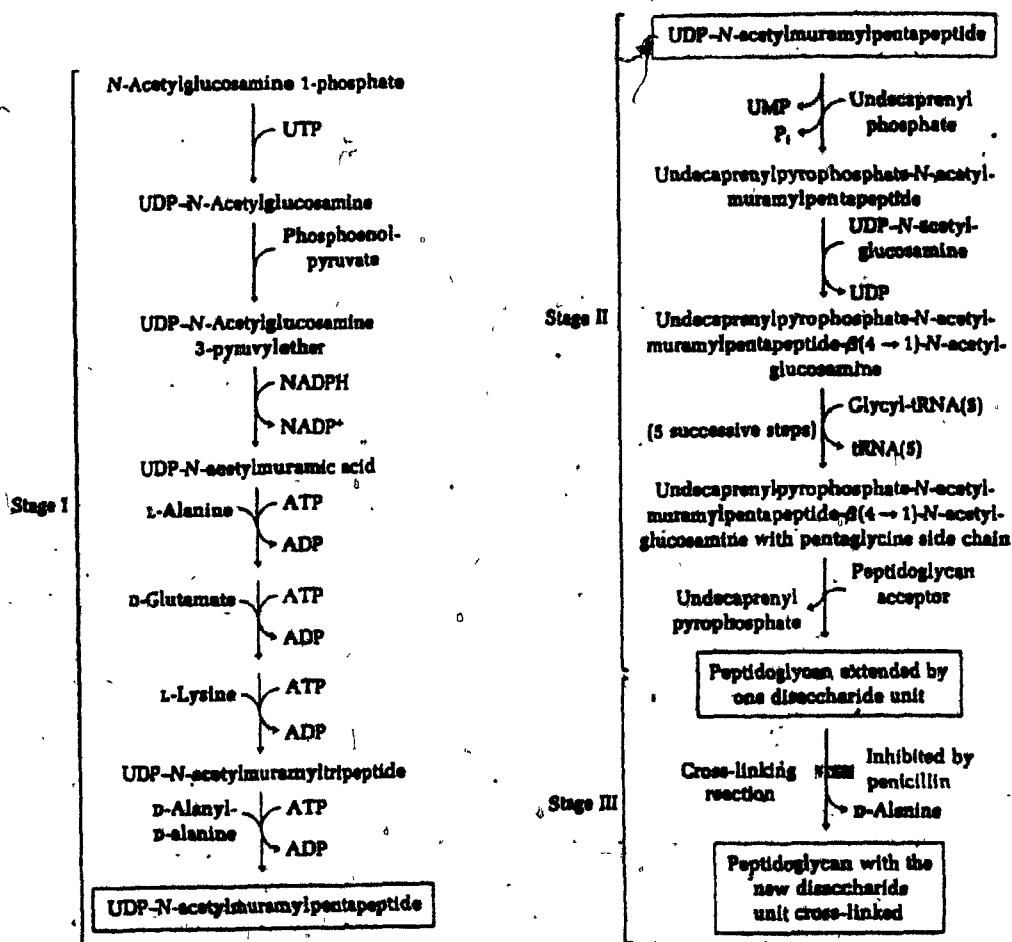 N-Acetylglucosamine 1-phosphate
UTP
UDP-N-Acetylglucosamine
Phosphoenol-
pyruvate
UDP-N-Acetylglucosamine
3-pyruvylether
NADPH
NADP⁺
UDP-N-acetylmuramic acid
Stage I
L-Alanine
ATP
ADP
D-Glutamate
ATP
ADP
L-Lysine
ATP
ADP
UDP-N-acetylmuramyltripeptide
D-Alanyl-
D-alanine
ATP
ADP
UDP-N-acetylmuramylpentapeptide
UDP-N-acetylmuramylpentapeptide
UMP
Pᵢ
Undecaprenyl
phosphate
Undecaprenylpyrophosphate-N-acetyl-
muramylpentapeptide
UDP-N-acetyl-
glucosamine
UDP
Stage II
Undecaprenylpyrophosphate-N-acetyl-
muramylpentapeptide-β(4 → 1)-N-acetyl-
glucosamine
Glycyl-tRNA(5)
(5 successive steps)
tRNA(5)
Undecaprenylpyrophosphate-N-acetyl-
muramylpentapeptide-β(4 → 1)-N-acetyl-
glucosamine with pentaglycine side chain
Peptidoglycan
acceptor
Undecaprenyl
pyrophosphate
Peptidoglycan extended by
one disaccharide unit
Cross-linking
reaction
Inhibited by
penicillin
D-Alanine
Stage III
Peptidoglycan with the
new disaccharide
unit cross-linked